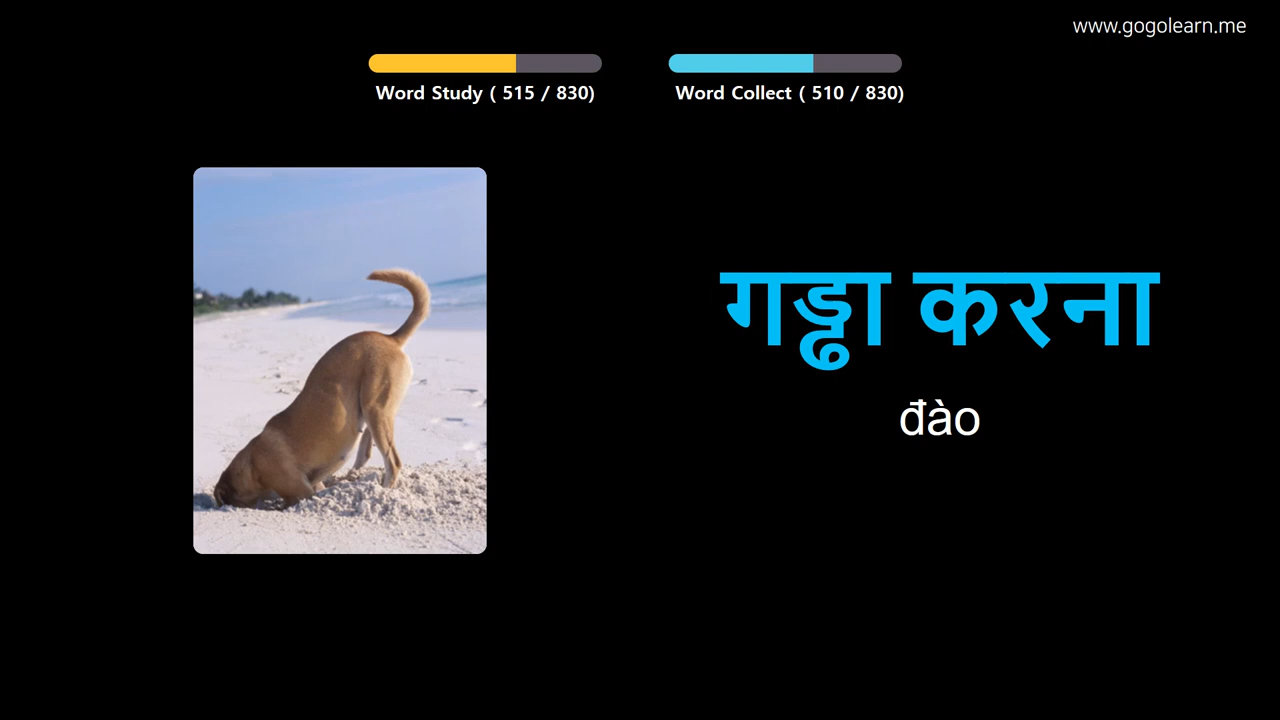 www.gogolearn.me
Word Study ( 515 / 830)
Word Collect ( 510 / 830)
गड्ढा करना
đào